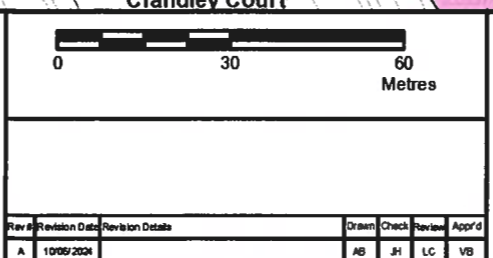 Crandley Court
0 30 60
Metres
Rev # Revision Date Revision Details Drawn Check Review Appr'd
A 10/05/2024 AB JH LC VB